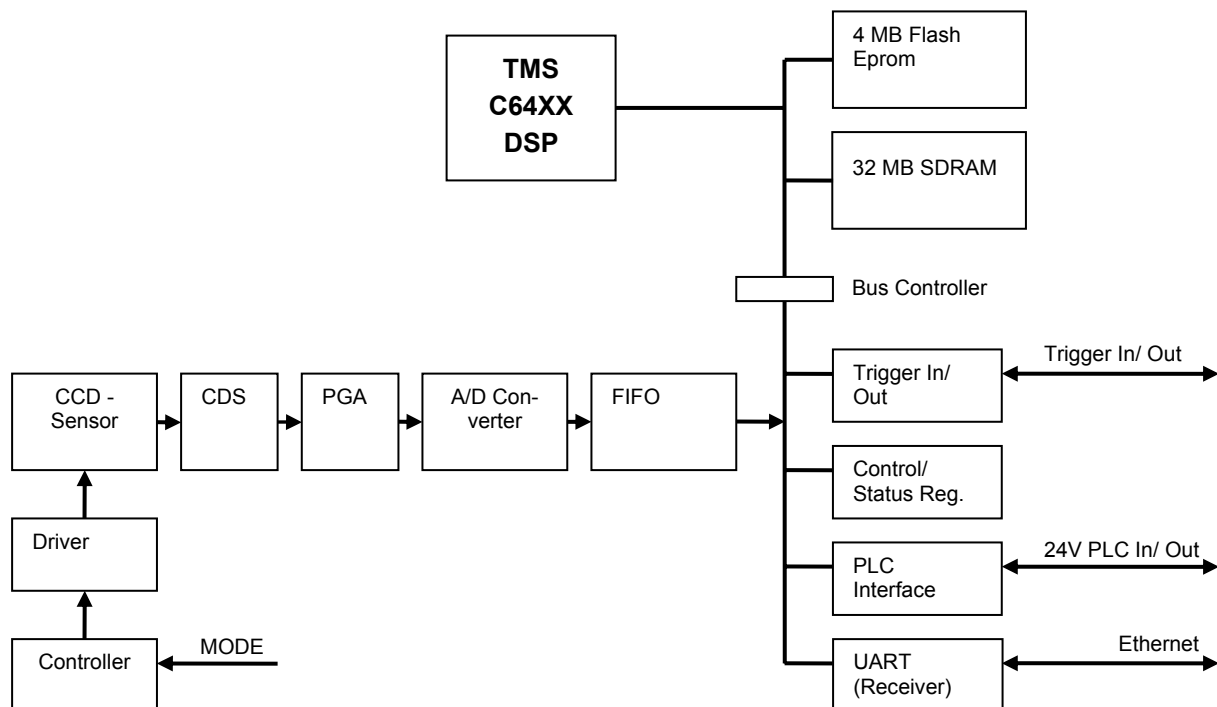 TMS
C64XX
DSP
4 MB Flash
Eprom
32 MB SDRAM
Bus Controller
Trigger In/
Out
Trigger In/ Out
CCD -
Sensor
CDS
PGA
A/D Con-
verter
FIFO
Control/
Status Reg.
Driver
PLC
Interface
24V PLC In/ Out
Controller
MODE
UART
(Receiver)
Ethernet